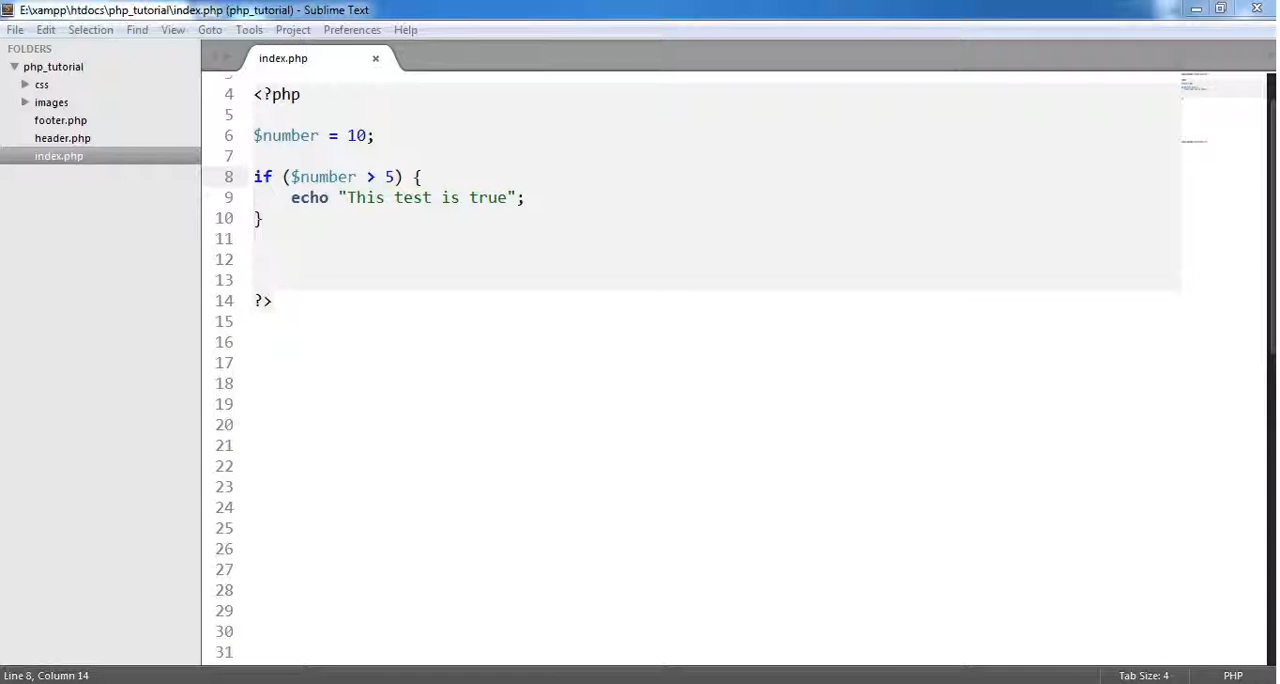 E:\xampp\htdocs\php_tutorial\index.php (php_tutorial) - Sublime Text
File Edit Selection Find View Goto Tools Project Preferences Help
FOLDERS
php_tutorial
css
images
footer.php
header.php
index.php
index.php ×
4 <?php
5
6 $number = 10;
7
8 if ($number > 5) {
9 echo "This test is true";
10 }
11
12
13
14 ?>
15
16
17
18
19
20
21
22
23
24
25
26
27
28
29
30
31
Line 8, Column 14 Tab Size: 4 PHP